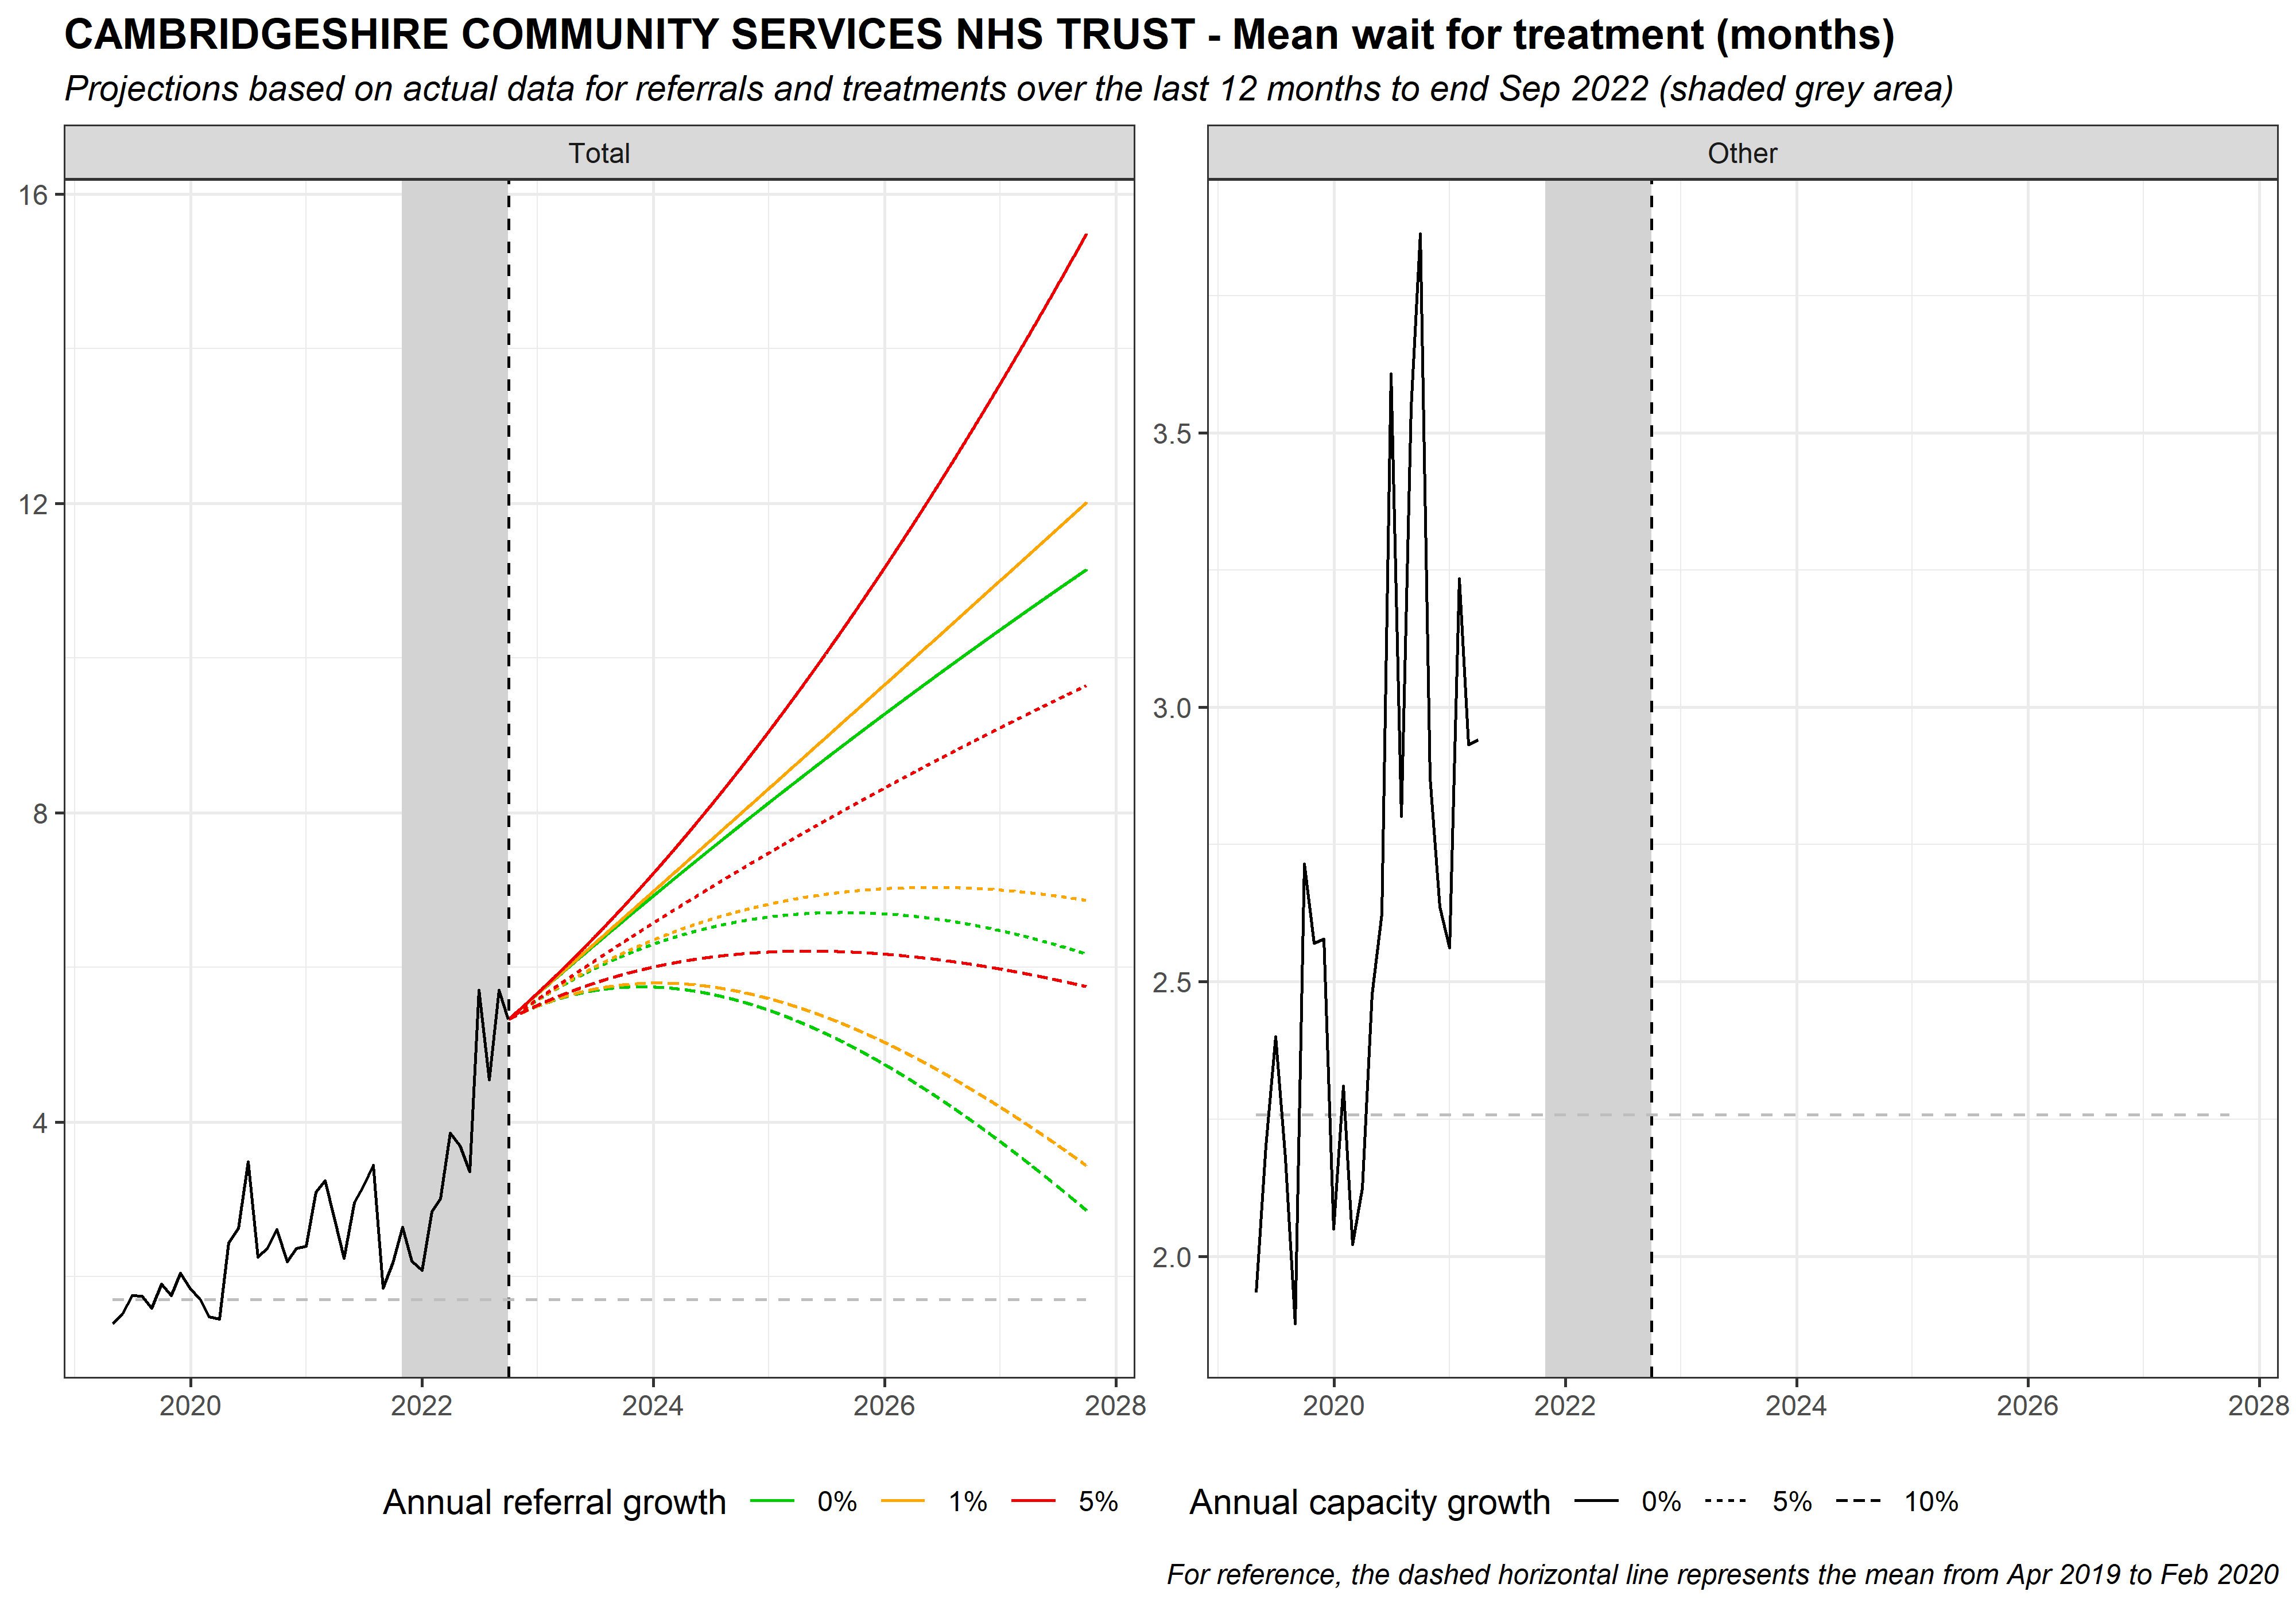 CAMBRIDGESHIRE COMMUNITY SERVICES NHS TRUST - Mean wait for treatment (months)
Projections based on actual data for referrals and treatments over the last 12 months to end Sep 2022 (shaded grey area)
Total
Other
16
12
8
4
3.5
3.0
2.5
2.0
2020 2022 2024 2026 2028
2020 2022 2024 2026 2028
Annual referral growth 0% 1% 5%
Annual capacity growth 0% 5% 10%
For reference, the dashed horizontal line represents the mean from Apr 2019 to Feb 2020